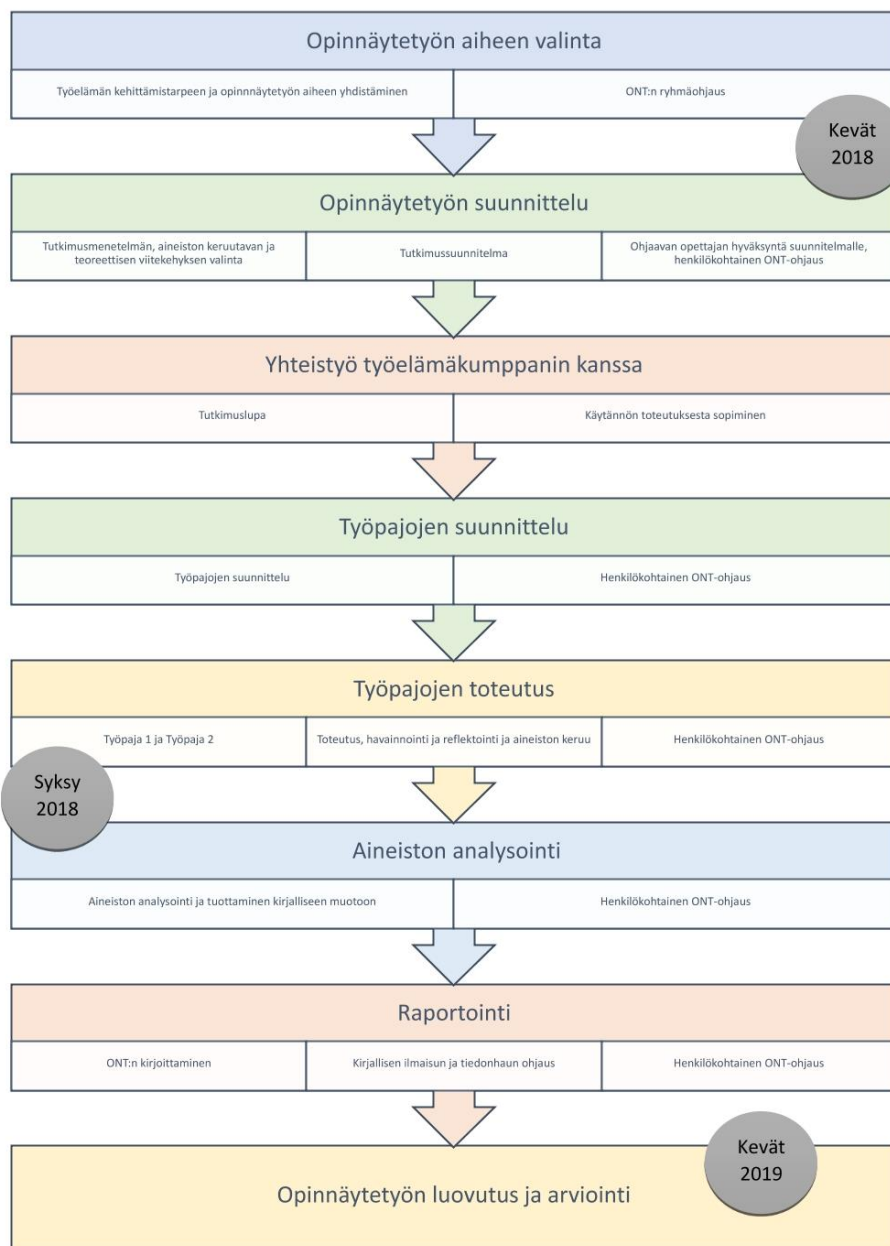 Opinnäytetyön aiheen valinta
Työelämän kehittämistarpeen ja opinnnäytetyön aiheen yhdistäminen
ONT:n ryhmäohjaus
Kevät
2018
Opinnäytetyön suunnittelu
Tutkimusmenetelmän, aineiston keruutavan ja
teoreettisen viitekehyksen valinta
Tutkimussuunnitelma
Ohjaavan opettajan hyväksyntä suunnitelmalle,
henkilökohtainen ONT-ohjaus
Yhteistyö työelämäkumppanin kanssa
Tutkimuslupa
Käytännön toteutuksesta sopiminen
Työpajojen suunnittelu
Työpajojen suunnittelu
Henkilökohtainen ONT-ohjaus
Työpajojen toteutus
Työpaja 1 ja Työpaja 2
Toteutus, havainnointi ja reflektointi ja aineiston keruu
Henkilökohtainen ONT-ohjaus
Syksy
2018
Aineiston analysointi
Aineiston analysointi ja tuottaminen kirjalliseen muotoon
Henkilökohtainen ONT-ohjaus
Raportointi
ONT:n kirjoittaminen
Kirjallisen ilmaisun ja tiedonhaun ohjaus
Henkilökohtainen ONT-ohjaus
Kevät
2019
Opinnäytetyön luovutus ja arviointi